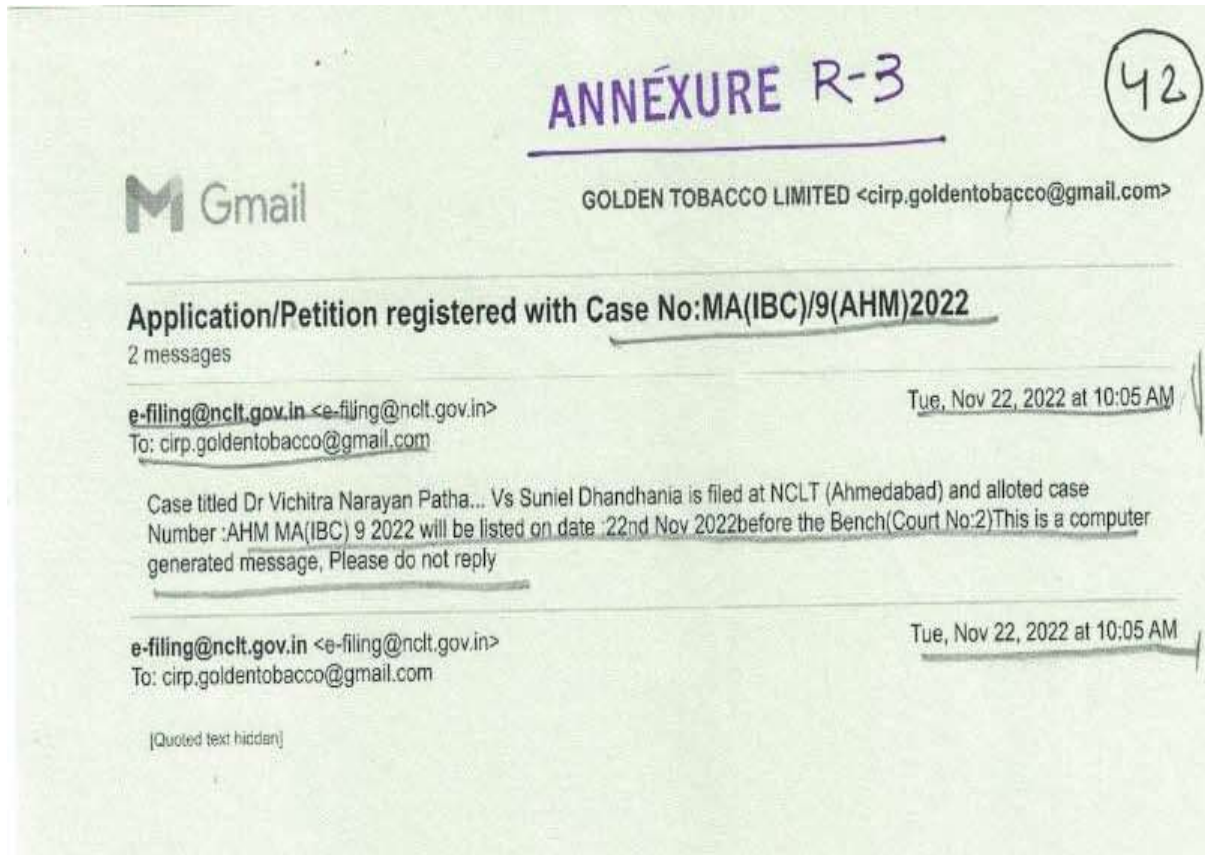 ANNEXURE R-3
42
Gmail
GOLDEN TOBACCO LIMITED <cirp.goldentobacco@gmail.com>
Application/Petition registered with Case No:MA(IBC)/9(AHM)2022
2 messages
e-filing@nclt.gov.in <e-filing@nclt.gov.in>
Tue, Nov 22, 2022 at 10:05 AM
To: cirp.goldentobacco@gmail.com
Case titled Dr Vichitra Narayan Patha... Vs Suniel Dhandhania is filed at NCLT (Ahmedabad) and alloted case
Number :AHM MA(IBC) 9 2022 will be listed on date :22nd Nov 2022before the Bench(Court No:2)This is a computer
generated message, Please do not reply
e-filing@nclt.gov.in <e-filing@nclt.gov.in>
Tue, Nov 22, 2022 at 10:05 AM
To: cirp.goldentobacco@gmail.com
[Quoted text hidden]